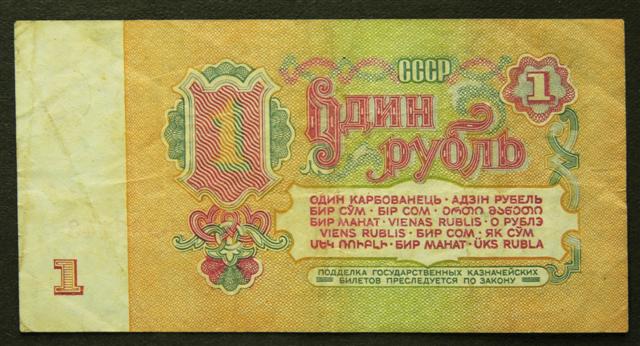 СССР
1
1
Один
рубль
ОДИН КАРБОВАНЕЦЬ · АДЗІН РУБЕЛЬ
БИР СЎМ · БІР СОМ · ᲔᲠᲗᲘ ᲛᲐᲜᲔᲗᲘ
БИР МАНАТ · VIENAS RUBLIS · О РУБЛЭ
VIENS RUBLIS · БИР СОМ · ЯК СӮМ
ՄԵԿ ՌՈՒԲԼԻ · БИР МАНАТ · ÜKS RUBLA
ПОДДЕЛКА ГОСУДАРСТВЕННЫХ КАЗНАЧЕЙСКИХ
БИЛЕТОВ ПРЕСЛЕДУЕТСЯ ПО ЗАКОНУ
1